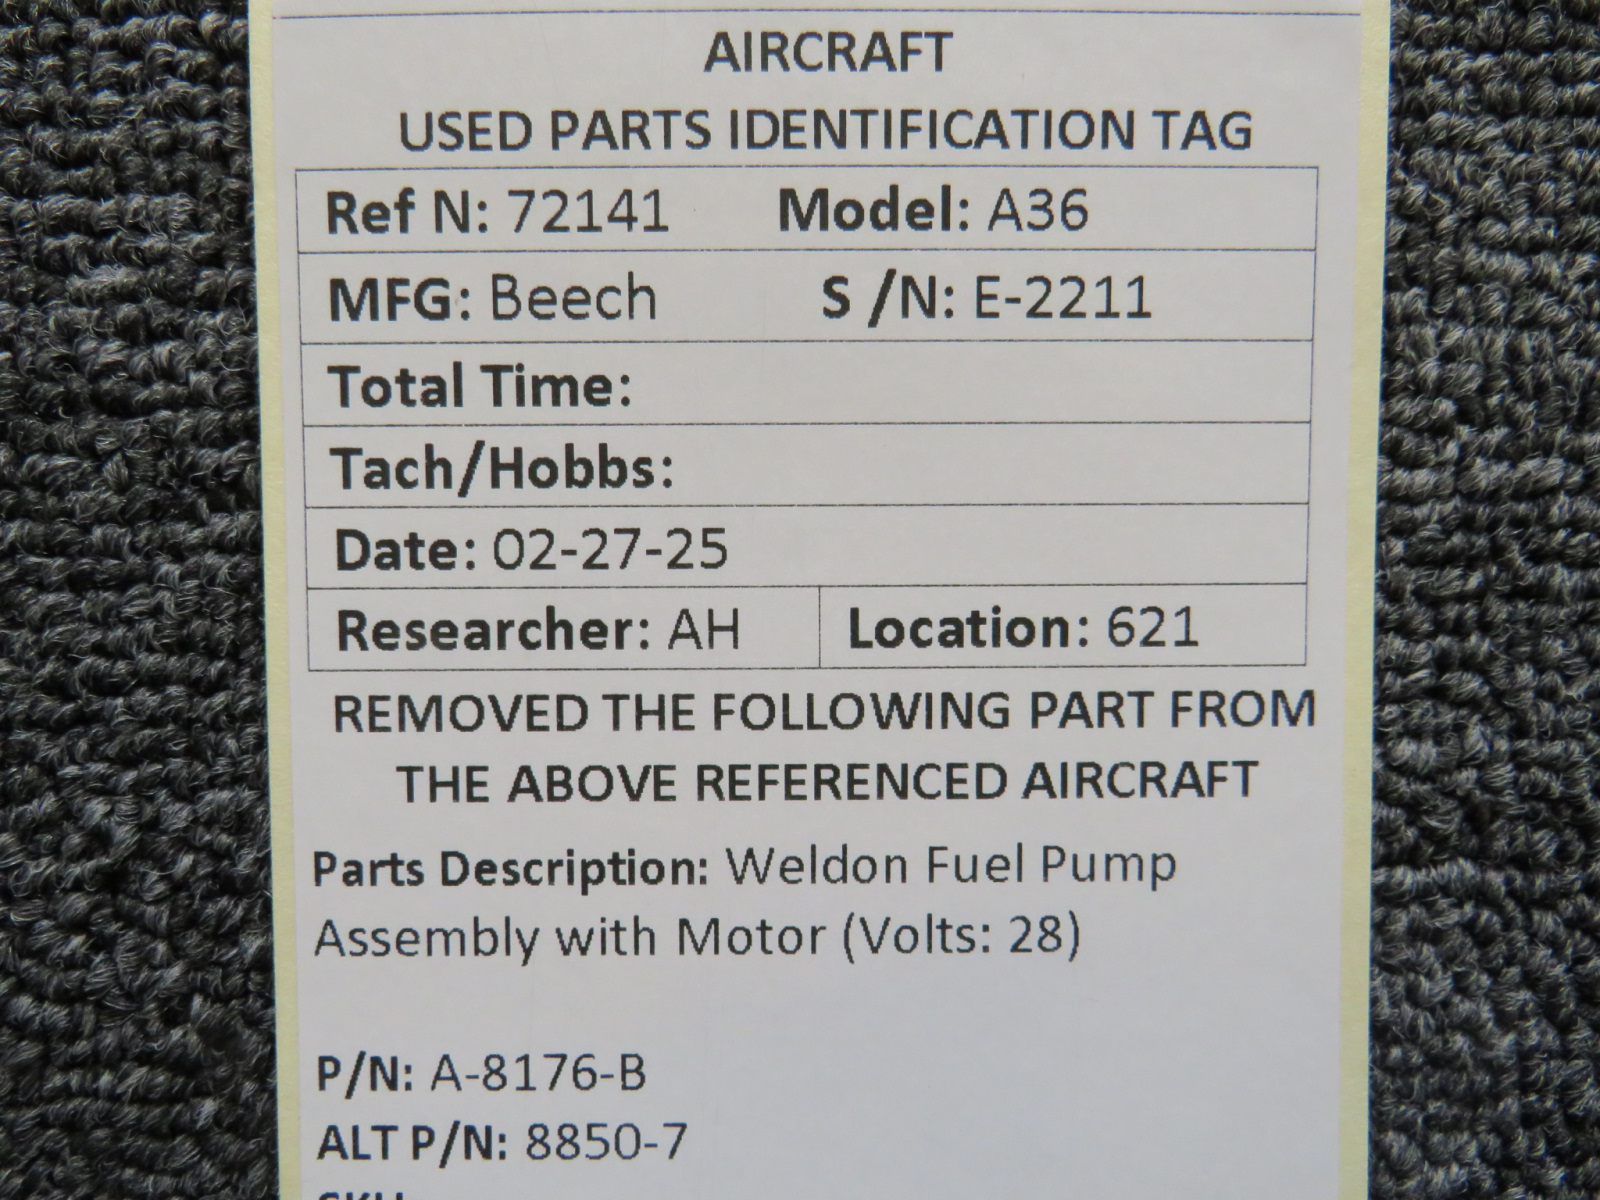 AIRCRAFT
USED PARTS IDENTIFICATION TAG
Ref N: 72141 Model: A36
MFG: Beech S /N: E-2211
Total Time:
Tach/Hobbs:
Date: 02-27-25
Researcher: AH Location: 621
REMOVED THE FOLLOWING PART FROM
THE ABOVE REFERENCED AIRCRAFT
Parts Description: Weldon Fuel Pump
Assembly with Motor (Volts: 28)
P/N: A-8176-B
ALT P/N: 8850-7